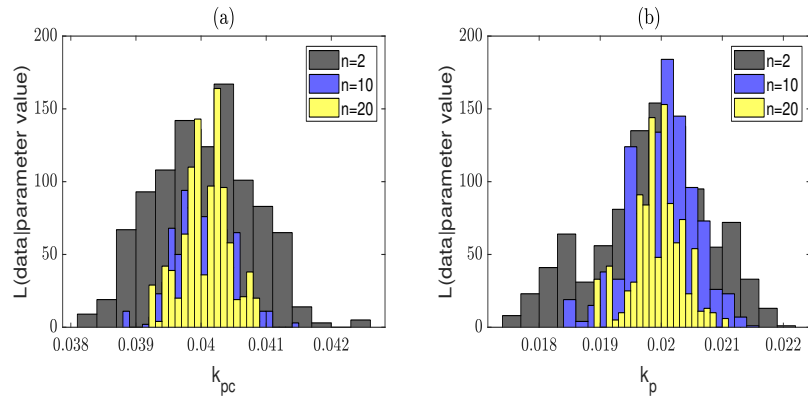 (a)
200
150
100
50
0
L(data|parameter value)
n=2
n=10
n=20
0.038
0.039
0.04
0.041
0.042
k_pc
(b)
200
150
100
50
0
L(data|parameter value)
n=2
n=10
n=20
0.018
0.019
0.02
0.021
0.022
k_p